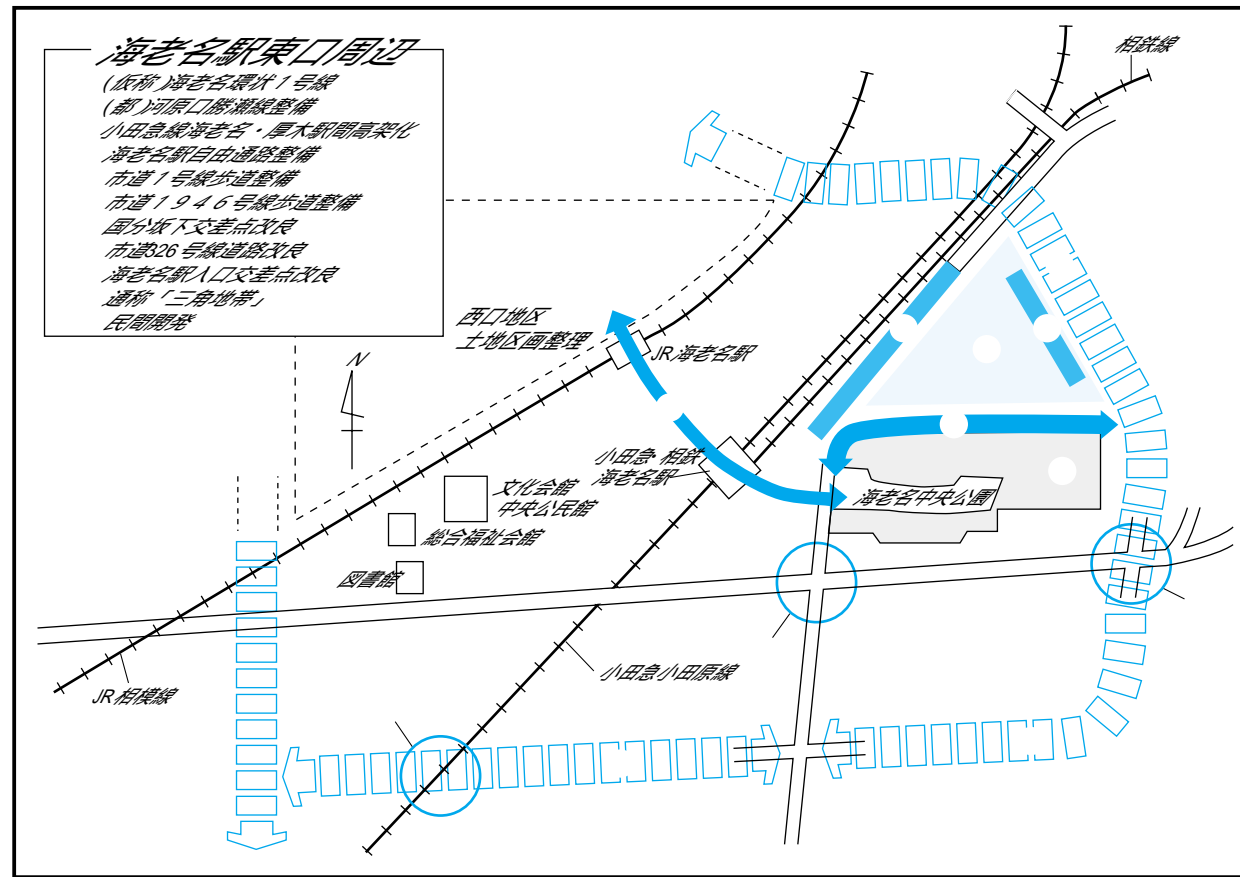 海老名駅東口周辺
(仮称)海老名環状1号線
(都)河原口勝瀬線整備
小田急線海老名・厚木駅間高架化
海老名駅自由通路整備
市道1号線歩道整備
市道1946号線歩道整備
国分坂下交差点改良
市道326号線道路改良
海老名駅入口交差点改良
通称「三角地帯」
民間開発
相鉄線
西口地区
土地区画整理
JR海老名駅
N
小田急 相鉄
海老名駅
文化会館
中央公民館
海老名中央公園
総合福祉会館
図書館
小田急小田原線
JR相模線